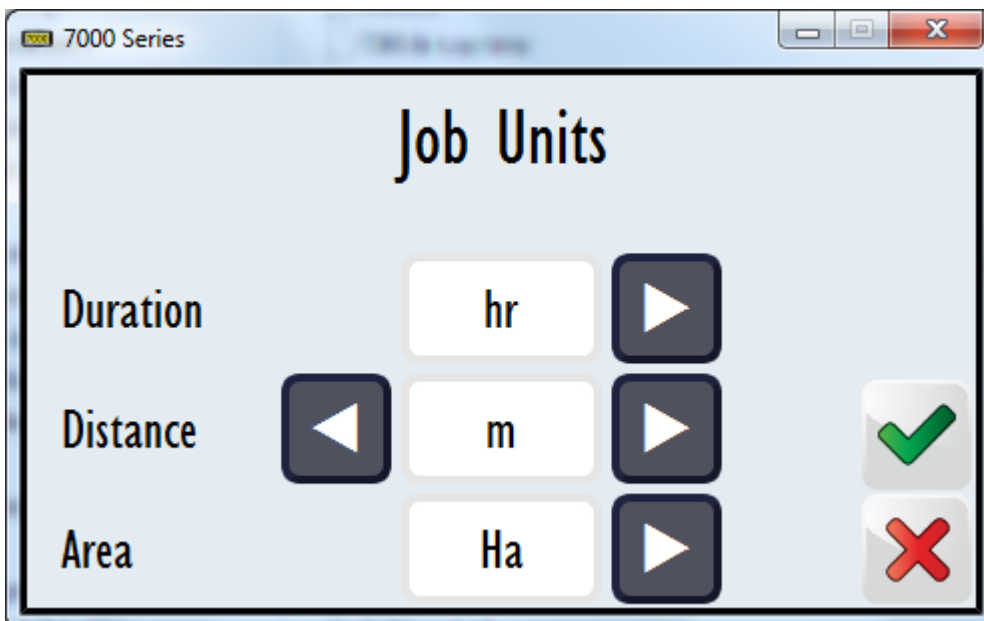 7000 Series
Job Units
Duration hr
Distance m
Area Ha